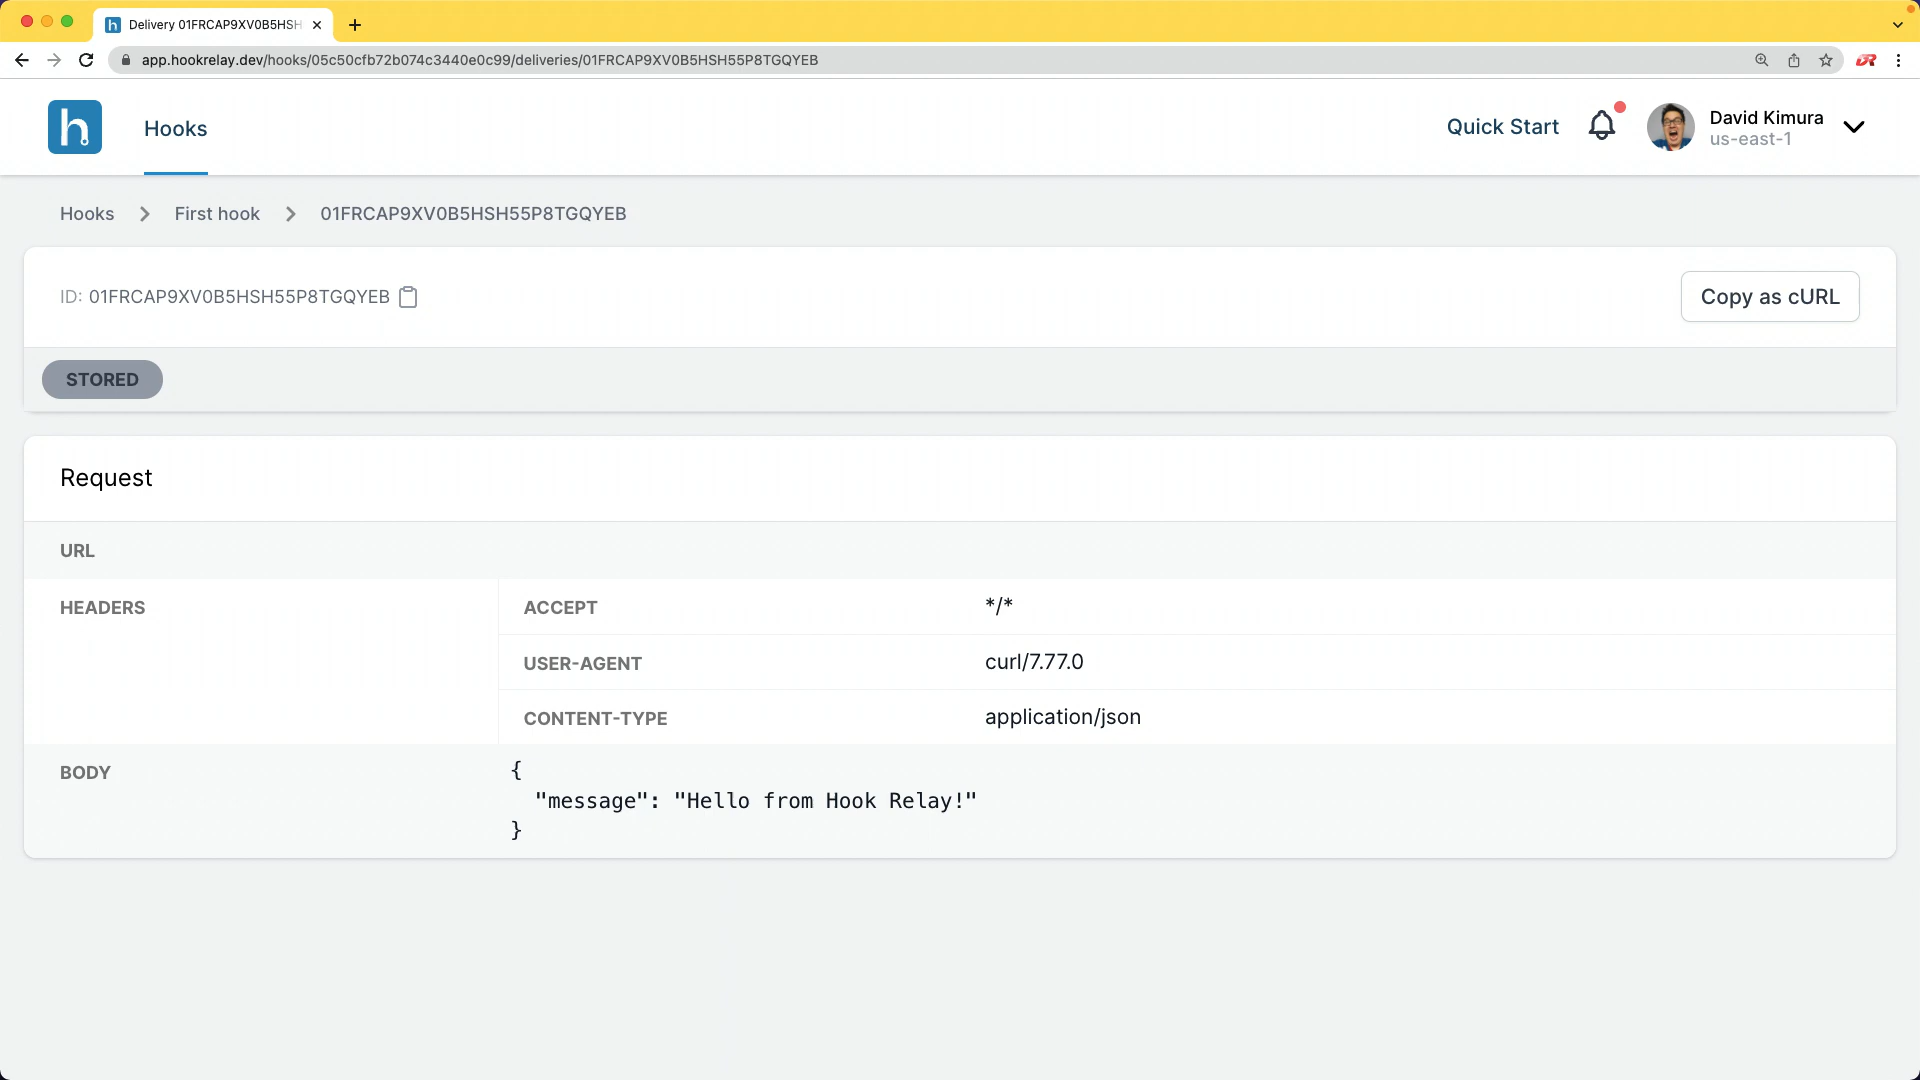 Delivery 01FRCAP9XV0B5HSH
app.hookrelay.dev/hooks/05c50cfb72b074c3440e0c99/deliveries/01FRCAP9XV0B5HSH55P8TGQYEB
h
Hooks
Quick Start
David Kimura
us-east-1
Hooks
First hook
01FRCAP9XV0B5HSH55P8TGQYEB
ID: 01FRCAP9XV0B5HSH55P8TGQYEB
Copy as cURL
STORED
Request
URL
HEADERS
ACCEPT
*/*
USER-AGENT
curl/7.77.0
CONTENT-TYPE
application/json
BODY
{
"message": "Hello from Hook Relay!"
}